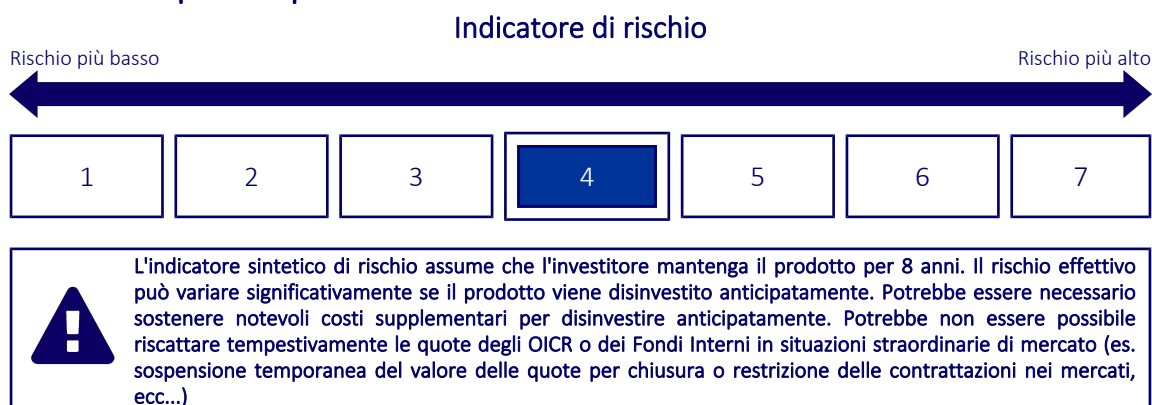 Indicatore di rischio
Rischio più basso
Rischio più alto
1
2
3
4
5
6
7
L'indicatore sintetico di rischio assume che l'investitore mantenga il prodotto per 8 anni. Il rischio effettivo
può variare significativamente se il prodotto viene disinvestito anticipatamente. Potrebbe essere necessario
sostenere notevoli costi supplementari per disinvestire anticipatamente. Potrebbe non essere possibile
riscattare tempestivamente le quote degli OICR o dei Fondi Interni in situazioni straordinarie di mercato (es.
sospensione temporanea del valore delle quote per chiusura o restrizione delle contrattazioni nei mercati,
ecc...)